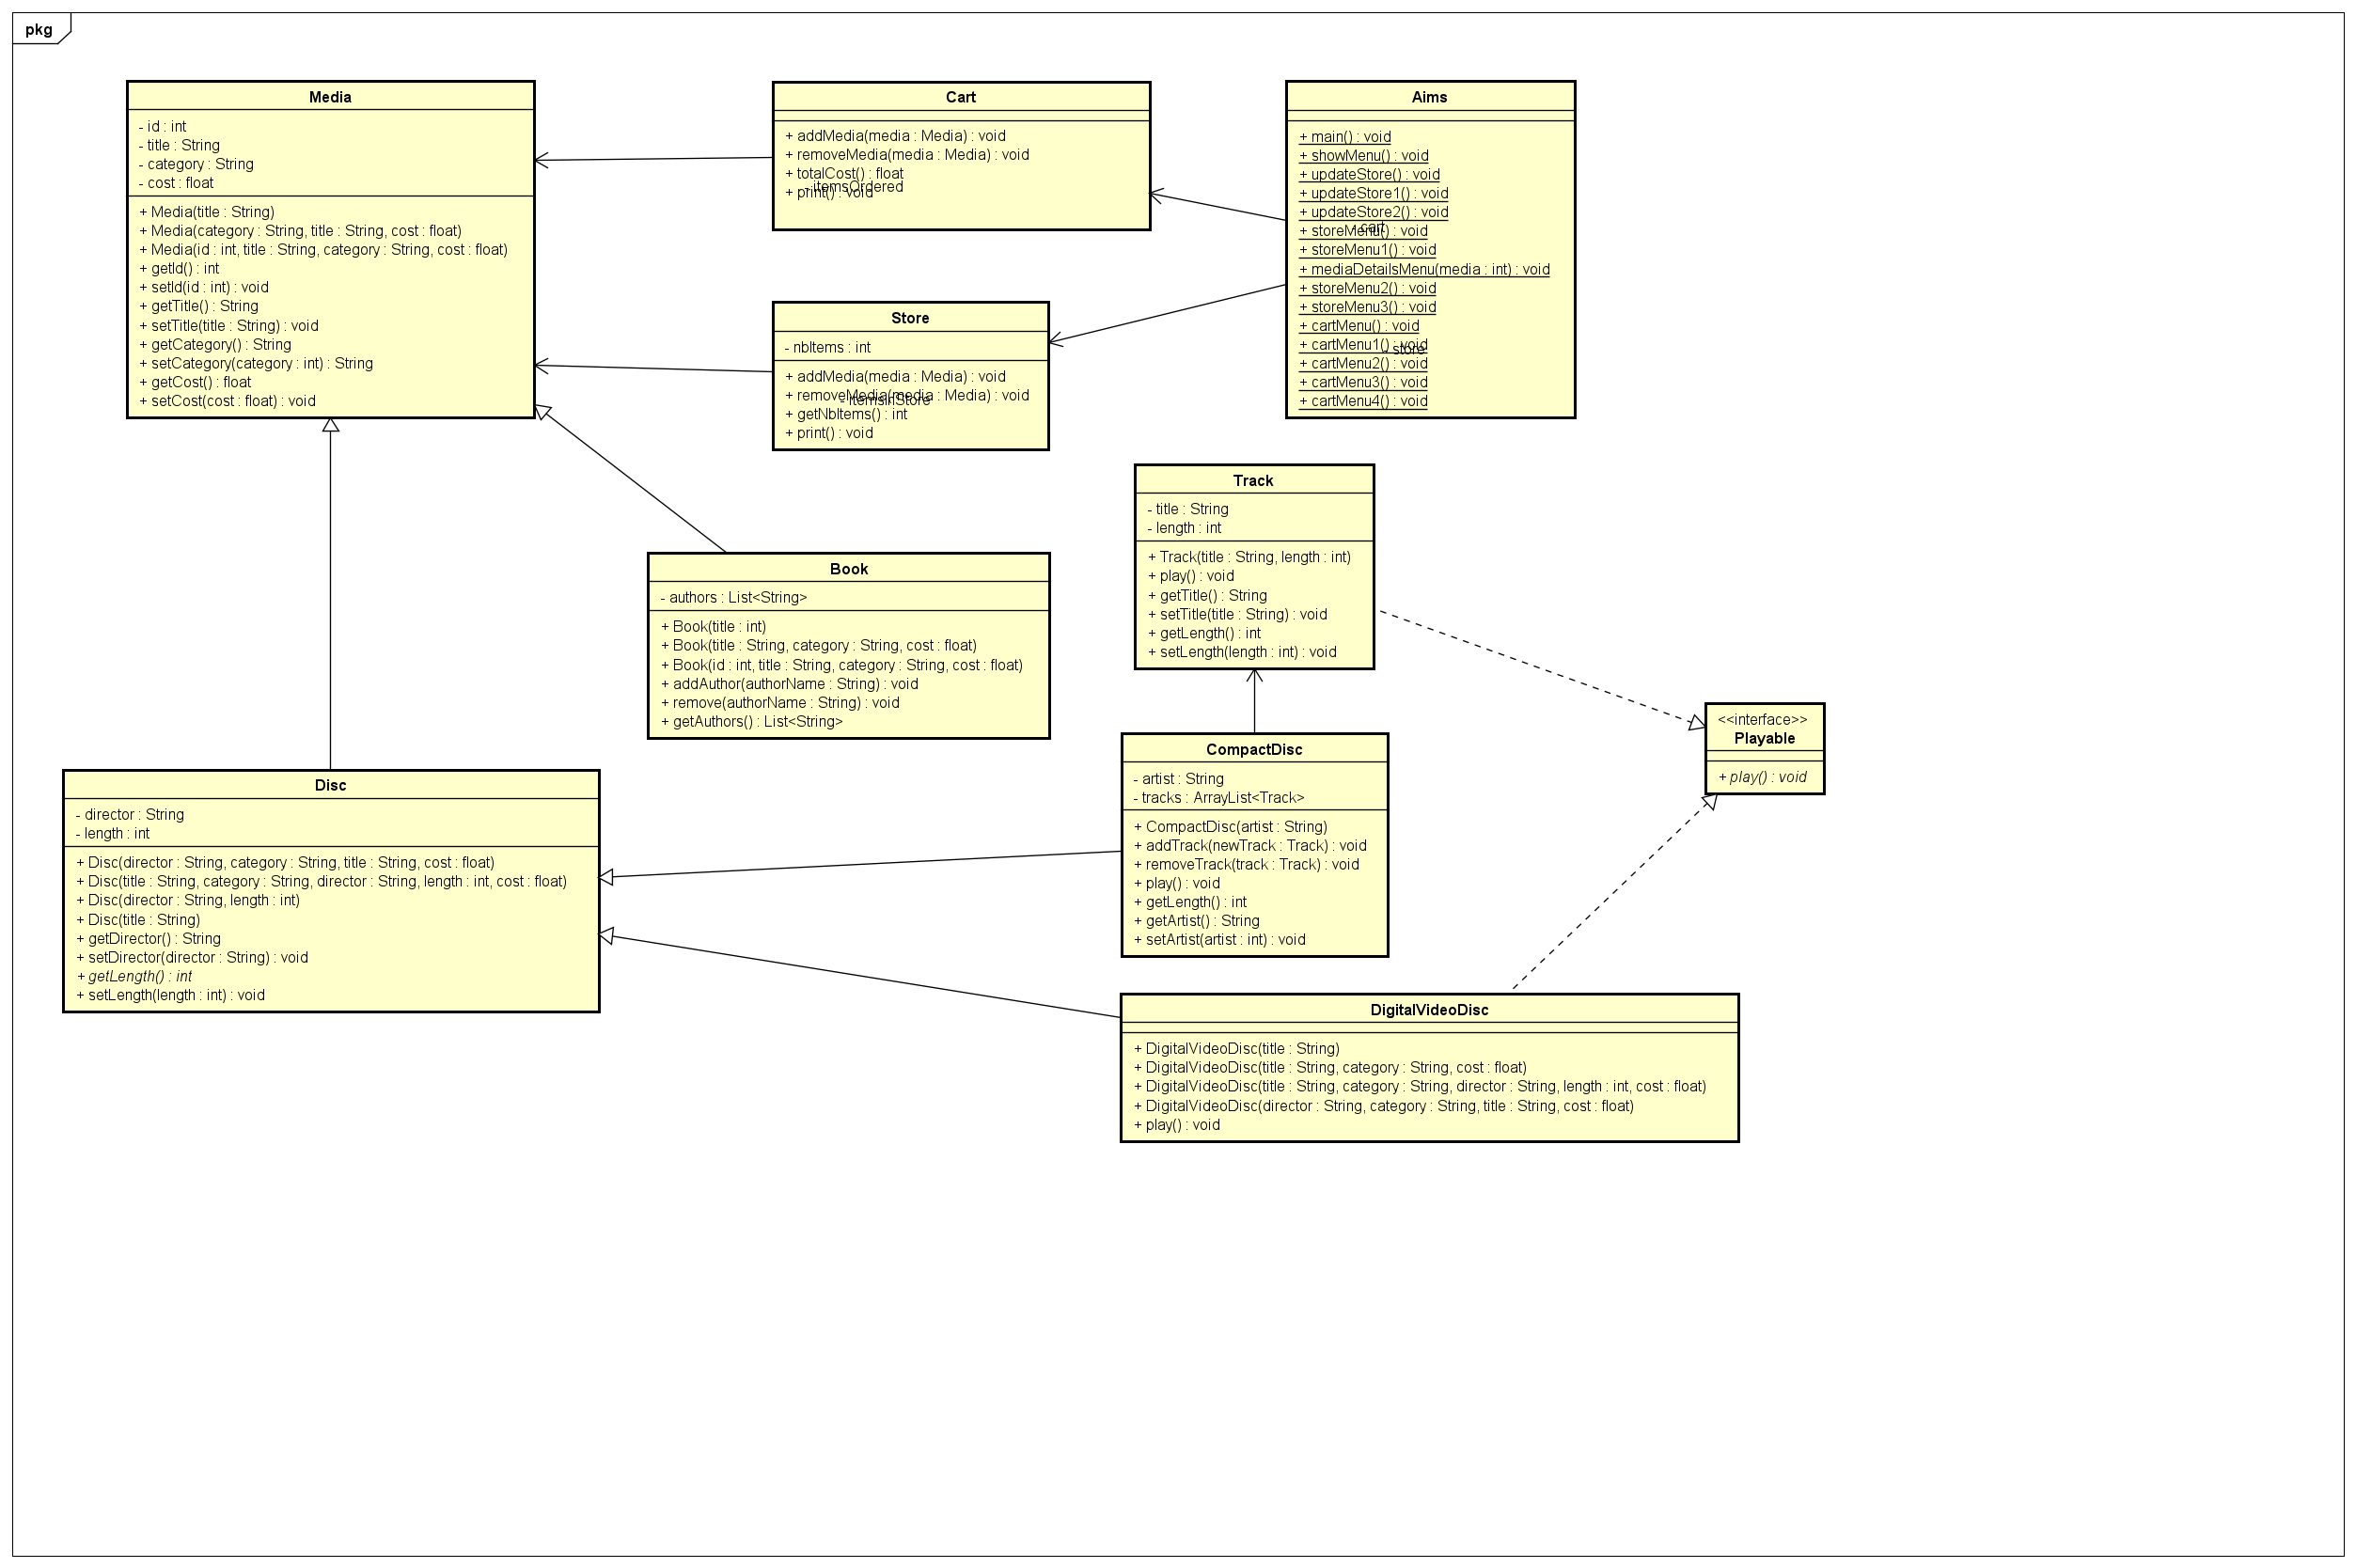 pkg
Media
- id : int
- title : String
- category : String
- cost : float
+ Media(title : String)
+ Media(category : String, title : String, cost : float)
+ Media(id : int, title : String, category : String, cost : float)
+ getId() : int
+ setId(id : int) : void
+ getTitle() : String
+ setTitle(title : String) : void
+ getCategory() : String
+ setCategory(category : int) : String
+ getCost() : float
+ setCost(cost : float) : void
Cart
+ addMedia(media : Media) : void
+ removeMedia(media : Media) : void
+ totalCost() : float
- itemsOrdered
+ print() : void
Aims
+ main() : void
+ showMenu() : void
+ updateStore() : void
+ updateStore1() : void
+ updateStore2() : void
- cart
+ storeMenu() : void
+ storeMenu1() : void
+ mediaDetailsMenu(media : int) : void
+ storeMenu2() : void
+ storeMenu3() : void
+ cartMenu() : void
+ cartMenu1() : void
- store
+ cartMenu2() : void
+ cartMenu3() : void
+ cartMenu4() : void
Store
- nbItems : int
+ addMedia(media : Media) : void
+ removeMedia(media : Media) : void
- itemsInStore
+ getNbItems() : int
+ print() : void
Track
- title : String
- length : int
+ Track(title : String, length : int)
+ play() : void
+ getTitle() : String
+ setTitle(title : String) : void
+ getLength() : int
+ setLength(length : int) : void
Book
- authors : List<String>
+ Book(title : int)
+ Book(title : String, category : String, cost : float)
+ Book(id : int, title : String, category : String, cost : float)
+ addAuthor(authorName : String) : void
+ remove(authorName : String) : void
+ getAuthors() : List<String>
<<interface>>
Playable
+ play() : void
CompactDisc
- artist : String
- tracks : ArrayList<Track>
+ CompactDisc(artist : String)
+ addTrack(newTrack : Track) : void
+ removeTrack(track : Track) : void
+ play() : void
+ getLength() : int
+ getArtist() : String
+ setArtist(artist : int) : void
Disc
- director : String
- length : int
+ Disc(director : String, category : String, title : String, cost : float)
+ Disc(title : String, category : String, director : String, length : int, cost : float)
+ Disc(director : String, length : int)
+ Disc(title : String)
+ getDirector() : String
+ setDirector(director : String) : void
+ getLength() : int
+ setLength(length : int) : void
DigitalVideoDisc
+ DigitalVideoDisc(title : String)
+ DigitalVideoDisc(title : String, category : String, cost : float)
+ DigitalVideoDisc(title : String, category : String, director : String, length : int, cost : float)
+ DigitalVideoDisc(director : String, category : String, title : String, cost : float)
+ play() : void